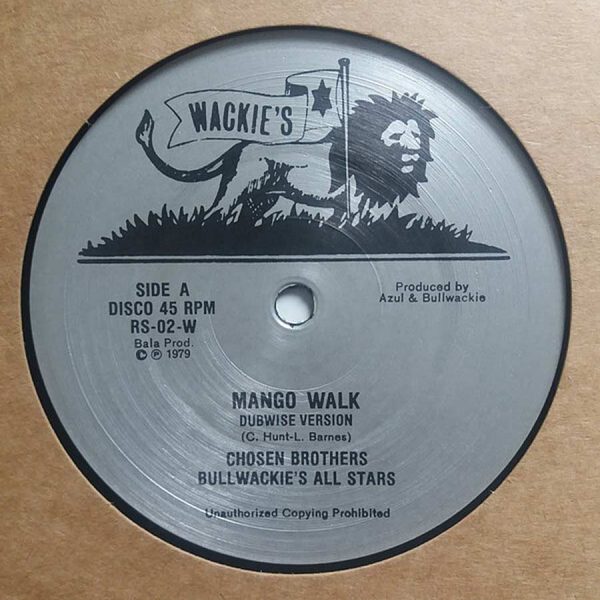 WACKIE'S
SIDE A
DISCO 45 RPM
RS-02-W
Bala Prod.
© ℗ 1979
Produced by
Azul & Bullwackie
MANGO WALK
DUBWISE VERSION
(C. Hunt-L. Barnes)
CHOSEN BROTHERS
BULLWACKIE'S ALL STARS
Unauthorized Copying Prohibited